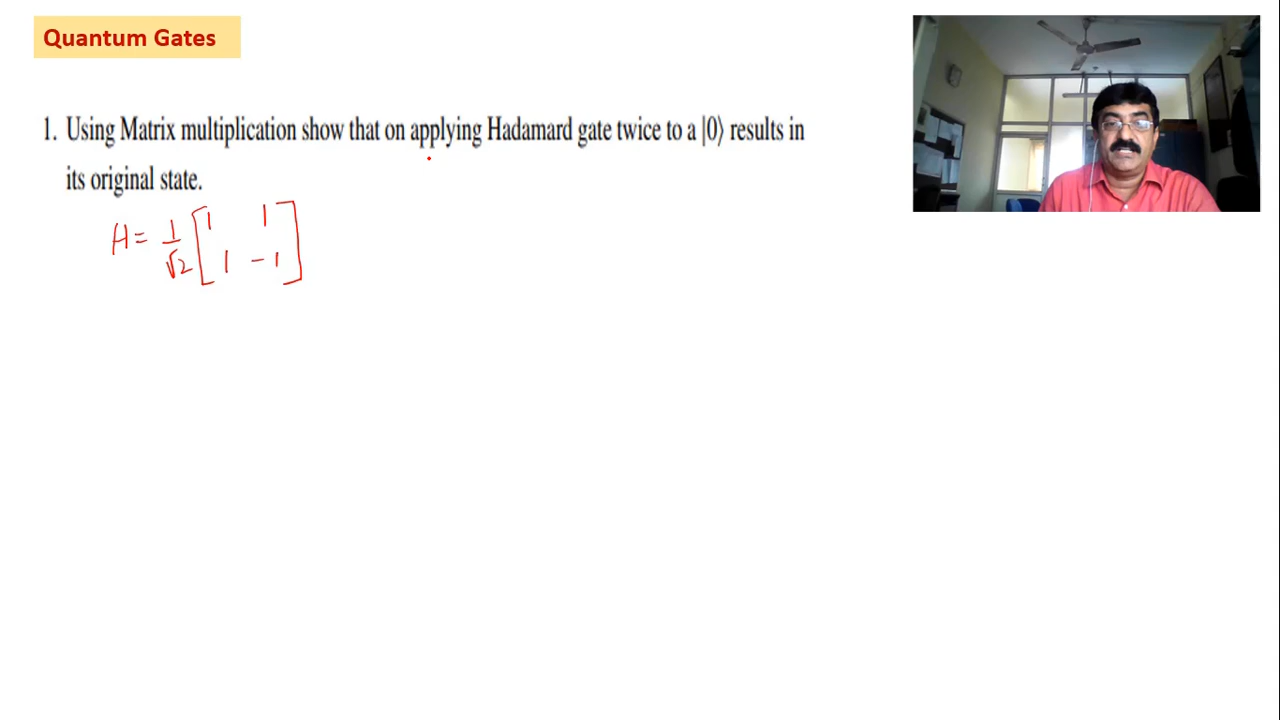 Quantum Gates
1. Using Matrix multiplication show that on applying Hadamard gate twice to a |0⟩ results in
its original state.
H = 1/√2 [1 1
1 -1]